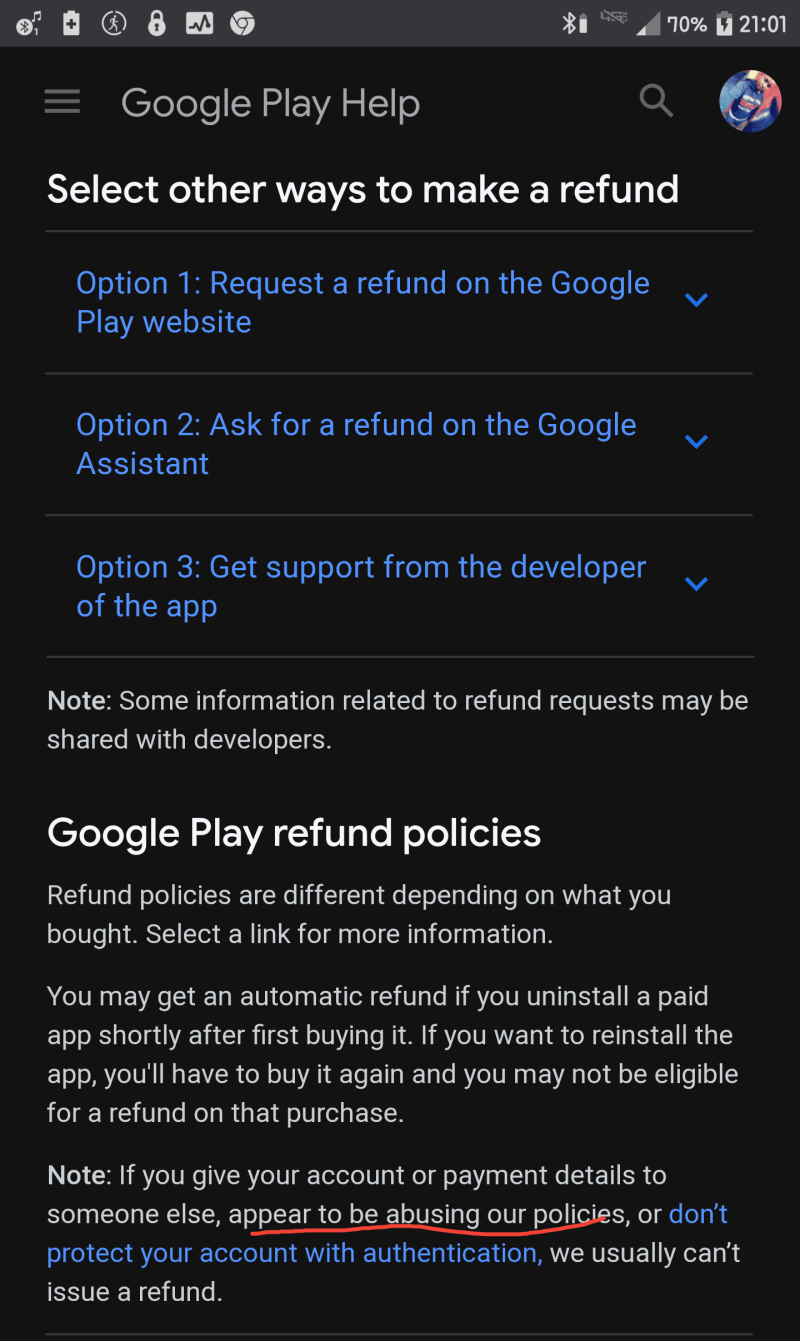 70% 21:01
Google Play Help
Select other ways to make a refund
Option 1: Request a refund on the Google
Play website
Option 2: Ask for a refund on the Google
Assistant
Option 3: Get support from the developer
of the app
Note: Some information related to refund requests may be
shared with developers.
Google Play refund policies
Refund policies are different depending on what you
bought. Select a link for more information.
You may get an automatic refund if you uninstall a paid
app shortly after first buying it. If you want to reinstall the
app, you'll have to buy it again and you may not be eligible
for a refund on that purchase.
Note: If you give your account or payment details to
someone else, appear to be abusing our policies, or don’t
protect your account with authentication, we usually can’t
issue a refund.